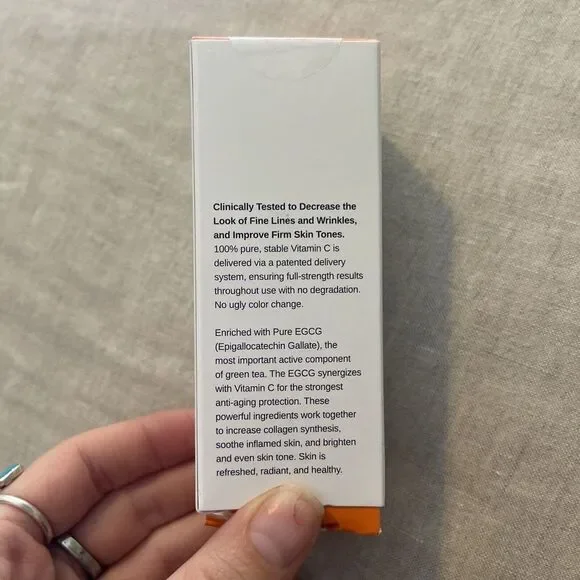 Clinically Tested to Decrease the
Look of Fine Lines and Wrinkles,
and Improve Firm Skin Tones.
100% pure, stable Vitamin C is
delivered via a patented delivery
system, ensuring full-strength results
throughout use with no degradation.
No ugly color change.
Enriched with Pure EGCG
(Epigallocatechin Gallate), the
most important active component
of green tea. The EGCG synergizes
with Vitamin C for the strongest
anti-aging protection. These
powerful ingredients work together
to increase collagen synthesis,
soothe inflamed skin, and brighten
and even skin tone. Skin is
refreshed, radiant, and healthy.